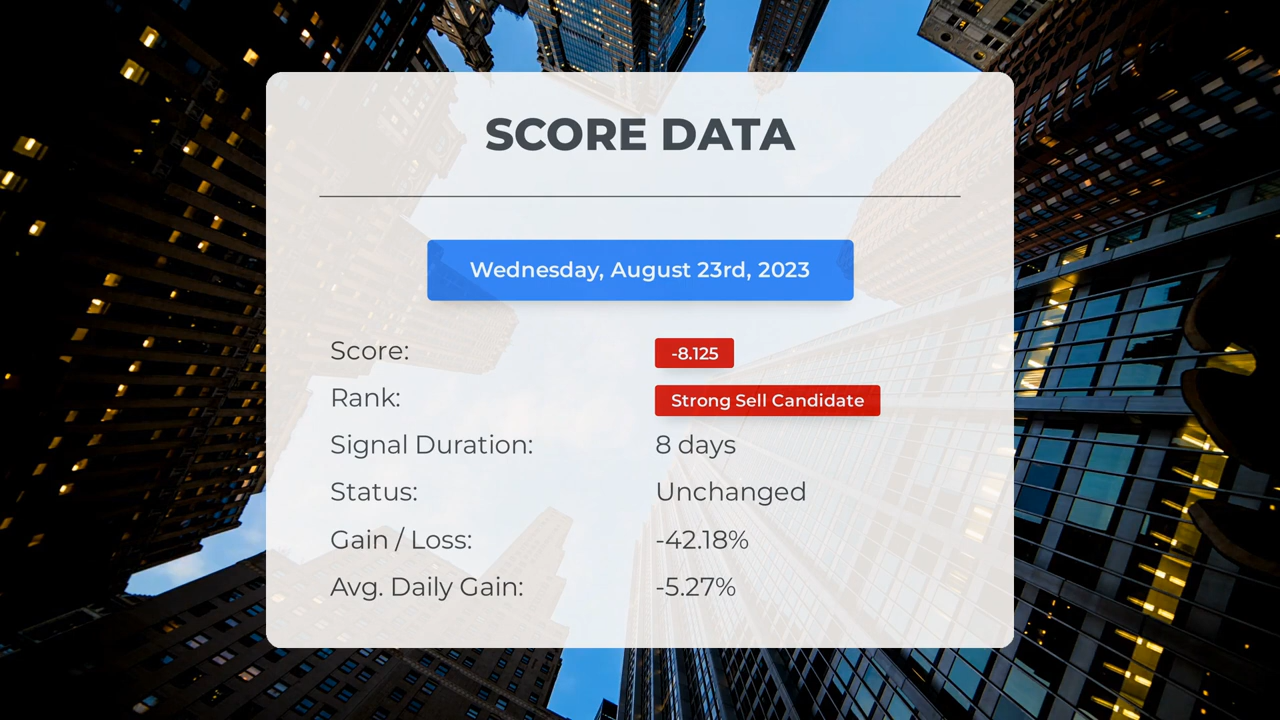 SCORE DATA
Wednesday, August 23rd, 2023
Score: -8.125
Rank: Strong Sell Candidate
Signal Duration: 8 days
Status: Unchanged
Gain / Loss: -42.18%
Avg. Daily Gain: -5.27%